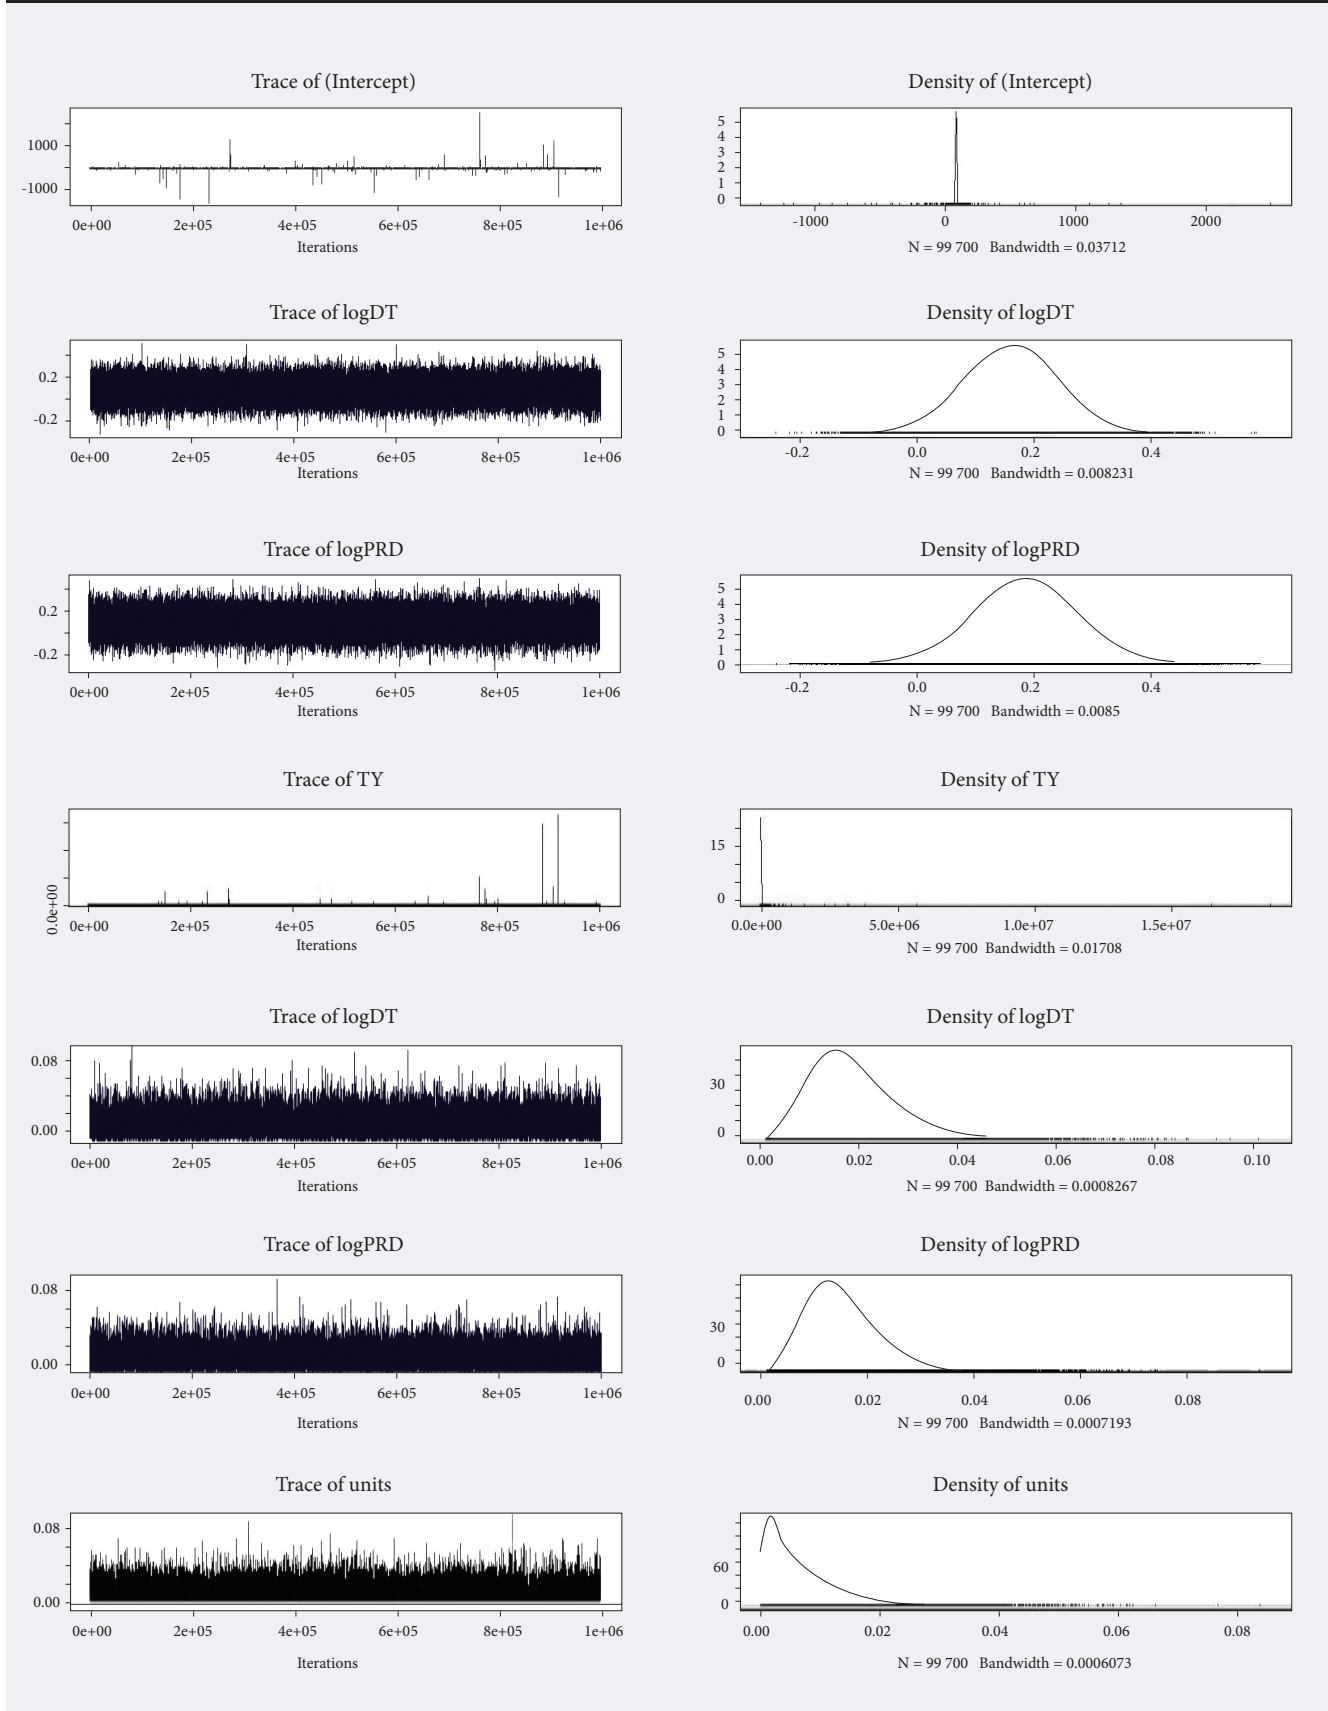 Trace of (Intercept)
1000
-1000
0e+00 2e+05 4e+05 6e+05 8e+05 1e+06
Iterations
Density of (Intercept)
5
4
3
2
1
0
-1000 0 1000 2000
N = 99 700 Bandwidth = 0.03712
Trace of logDT
0.2
-0.2
0e+00 2e+05 4e+05 6e+05 8e+05 1e+06
Iterations
Density of logDT
5
4
3
2
1
0
-0.2 0.0 0.2 0.4
N = 99 700 Bandwidth = 0.008231
Trace of logPRD
0.2
-0.2
0e+00 2e+05 4e+05 6e+05 8e+05 1e+06
Iterations
Density of logPRD
5
4
3
2
1
0
-0.2 0.0 0.2 0.4
N = 99 700 Bandwidth = 0.0085
Trace of TY
0.0e+00
0e+00 2e+05 4e+05 6e+05 8e+05 1e+06
Iterations
Density of TY
15
0
0.0e+00 5.0e+06 1.0e+07 1.5e+07
N = 99 700 Bandwidth = 0.01708
Trace of logDT
0.08
0.00
0e+00 2e+05 4e+05 6e+05 8e+05 1e+06
Iterations
Density of logDT
30
0
0.00 0.02 0.04 0.06 0.08 0.10
N = 99 700 Bandwidth = 0.0008267
Trace of logPRD
0.08
0.00
0e+00 2e+05 4e+05 6e+05 8e+05 1e+06
Iterations
Density of logPRD
30
0
0.00 0.02 0.04 0.06 0.08
N = 99 700 Bandwidth = 0.0007193
Trace of units
0.08
0.00
0e+00 2e+05 4e+05 6e+05 8e+05 1e+06
Iterations
Density of units
60
0
0.00 0.02 0.04 0.06 0.08
N = 99 700 Bandwidth = 0.0006073